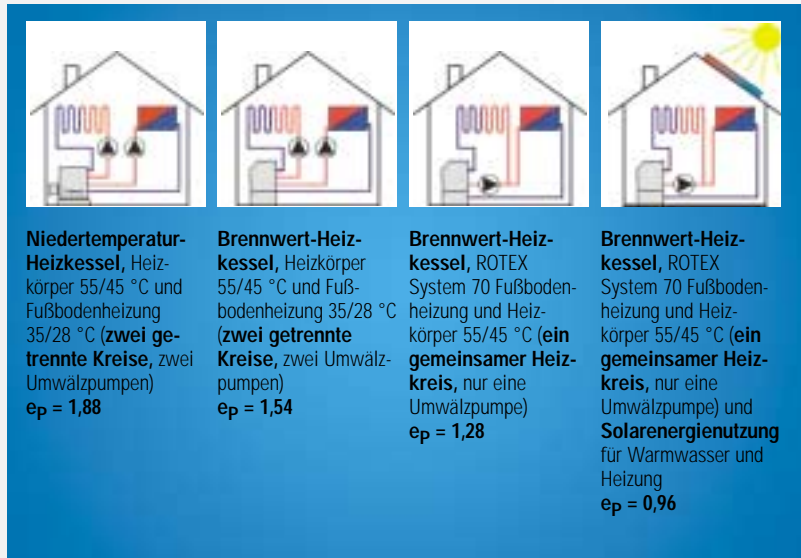 Niedertemperatur-
Heizkessel, Heiz-
körper 55/45 °C und
Fußbodenheizung
35/28 °C (zwei ge-
trennte Kreise, zwei
Umwälzpumpen)
eP = 1,88
Brennwert-Heiz-
kessel, Heizkörper
55/45 °C und Fuß-
bodenheizung 35/28 °C
(zwei getrennte
Kreise, zwei Umwälz-
pumpen)
eP = 1,54
Brennwert-Heiz-
kessel, ROTEX
System 70 Fußboden-
heizung und Heiz-
körper 55/45 °C (ein
gemeinsamer Heiz-
kreis, nur eine
Umwälzpumpe)
eP = 1,28
Brennwert-Heiz-
kessel, ROTEX
System 70 Fußboden-
heizung und Heiz-
körper 55/45 °C (ein
gemeinsamer Heiz-
kreis, nur eine
Umwälzpumpe) und
Solarenergienutzung
für Warmwasser und
Heizung
eP = 0,96